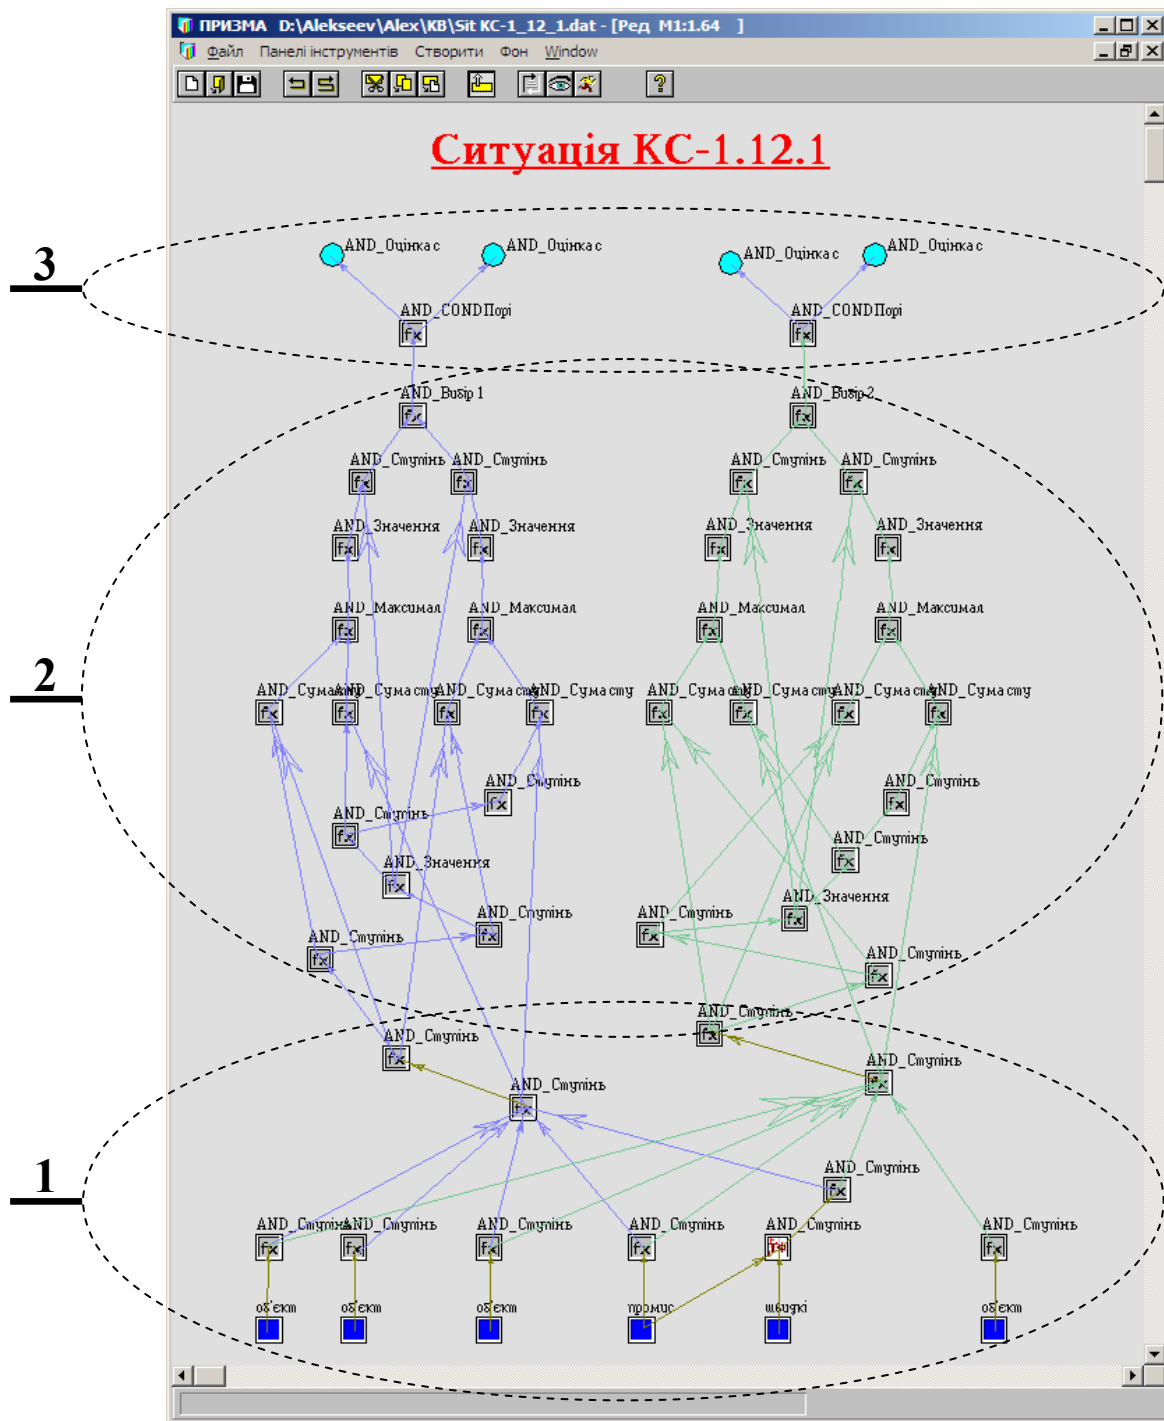 ПРИЗМА D:\Alekseev\Alex\KB\Sit КС-1_12_1.dat - [Ред М1:1.64 ]
Файл Панелі інструментів Створити Фон Window
Ситуація КС-1.12.1
AND_Оцінка с AND_Оцінка с AND_Оцінка с AND_Оцінка с
3
AND_CONDПорі AND_CONDПорі
AND_Вибір 1 AND_Вибір 2
AND_Ступінь AND_Ступінь AND_Ступінь AND_Ступінь
AND_Значення AND_Значення AND_Значення AND_Значення
AND_Максимал AND_Максимал AND_Максимал AND_Максимал
2
AND_Сума сту AND_Сума сту AND_Сума сту AND_Сума сту AND_Сума сту AND_Сума сту AND_Сума сту AND_Сума сту
AND_Ступінь AND_Ступінь
AND_Ступінь AND_Ступінь
AND_Значення AND_Значення
AND_Ступінь AND_Ступінь
AND_Ступінь AND_Ступінь
AND_Ступінь AND_Ступінь
AND_Ступінь AND_Ступінь
1
AND_Ступінь
AND_Ступінь AND_Ступінь AND_Ступінь AND_Ступінь AND_Ступінь AND_Ступінь
об'єкт об'єкт об'єкт промис швидкі об'єкт